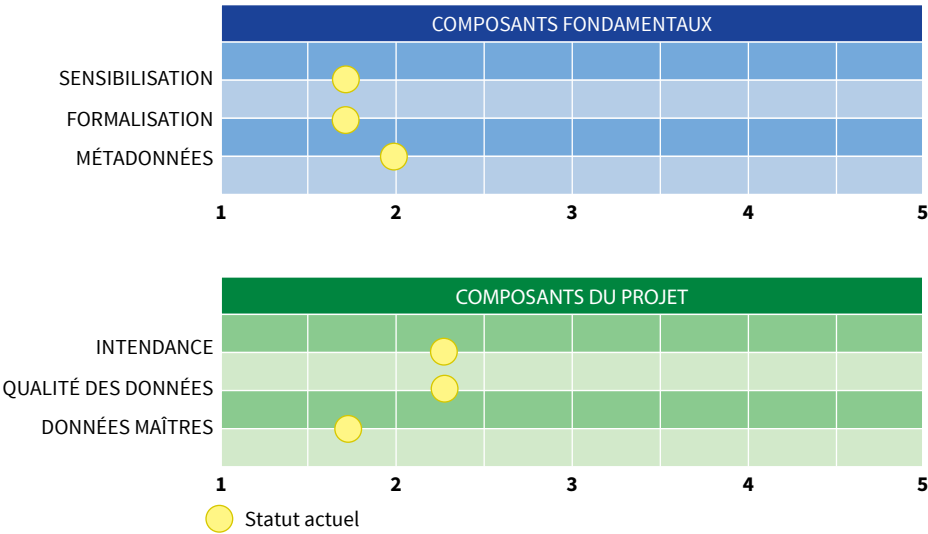 COMPOSANTS FONDAMENTAUX
SENSIBILISATION
FORMALISATION
MÉTADONNÉES
1 2 3 4 5
COMPOSANTS DU PROJET
INTENDANCE
QUALITÉ DES DONNÉES
DONNÉES MAÎTRES
1 2 3 4 5
Statut actuel